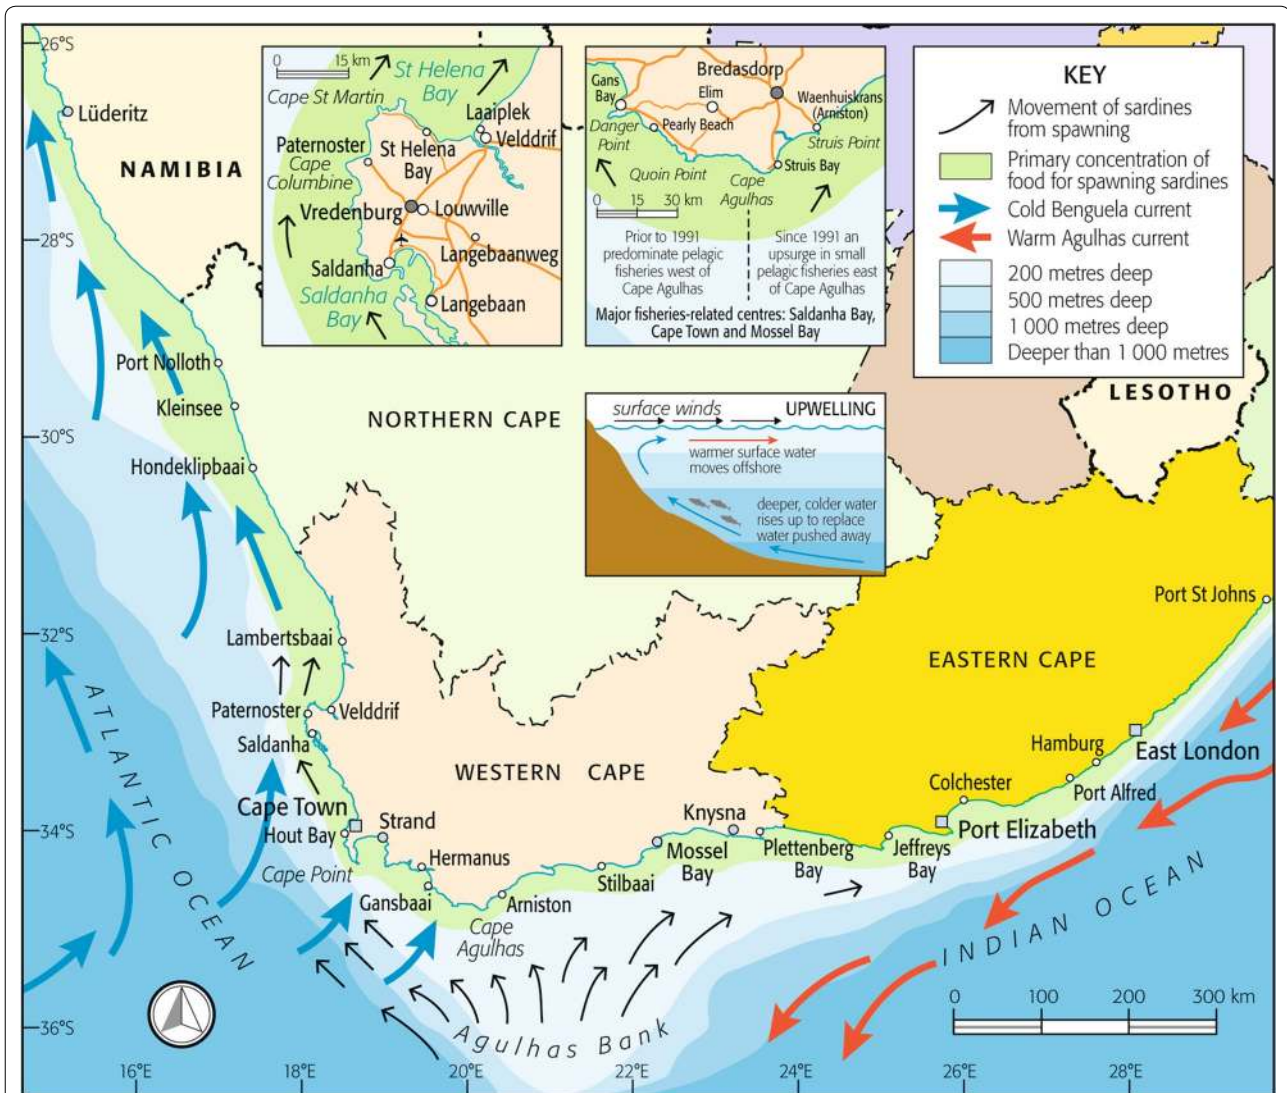 26°S
28°S
30°S
32°S
34°S
36°S
16°E
18°E
20°E
22°E
24°E
26°E
28°E
Lüderitz
NAMIBIA
0 15 km
St Helena
Bay
Cape St Martin
Laaiplek
Velddrif
Paternoster
St Helena
Bay
Cape
Columbine
Vredenburg
Louwville
Langebaanweg
Saldanha
Saldanha
Bay
Langebaan
Gans
Bay
Bredasdorp
Elim
Waenhuiskrans
(Arniston)
Danger
Point
Pearly Beach
Struis Point
Quoin Point
Struis Bay
Cape
Agulhas
0 15 30 km
Prior to 1991
predominate pelagic
fisheries west of
Cape Agulhas
Since 1991 an
upsurge in small
pelagic fisheries east
of Cape Agulhas
Major fisheries-related centres: Saldanha Bay,
Cape Town and Mossel Bay
KEY
Movement of sardines
from spawning
Primary concentration of
food for spawning sardines
Cold Benguela current
Warm Agulhas current
200 metres deep
500 metres deep
1 000 metres deep
Deeper than 1 000 metres
LESOTHO
surface winds
UPWELLING
warmer surface water
moves offshore
deeper, colder water
rises up to replace
water pushed away
Port Nolloth
Kleinsee
NORTHERN CAPE
Hondeklipbaai
Lambertsbaai
Port St Johns
EASTERN CAPE
ATLANTIC OCEAN
Paternoster
Velddrif
Saldanha
WESTERN CAPE
Hamburg
East London
Colchester
Port Alfred
Cape Town
Hout Bay
Strand
Knysna
Port Elizabeth
Cape Point
Hermanus
Gansbaai
Arniston
Stilbaai
Mossel
Bay
Plettenberg
Bay
Jeffreys
Bay
Cape
Agulhas
INDIAN OCEAN
Agulhas Bank
0 100 200 300 km